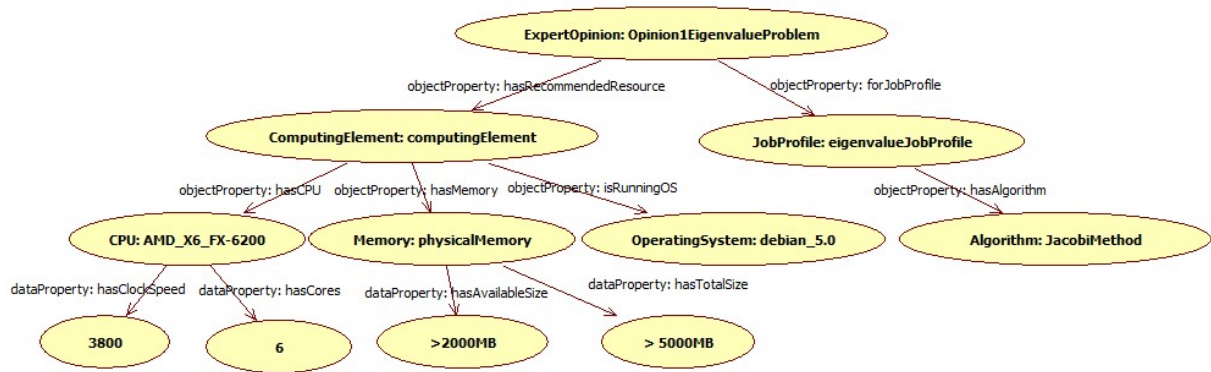 ExpertOpinion: Opinion1EigenvalueProblem
objectProperty: hasRecommendedResource
objectProperty: forJobProfile
ComputingElement: computingElement
JobProfile: eigenvalueJobProfile
objectProperty: hasCPU
objectProperty: hasMemory
objectProperty: isRunningOS
objectProperty: hasAlgorithm
CPU: AMD_X6_FX-6200
Memory: physicalMemory
OperatingSystem: debian_5.0
Algorithm: JacobiMethod
dataProperty: hasClockSpeed
dataProperty: hasCores
dataProperty: hasAvailableSize
dataProperty: hasTotalSize
3800
6
>2000MB
> 5000MB